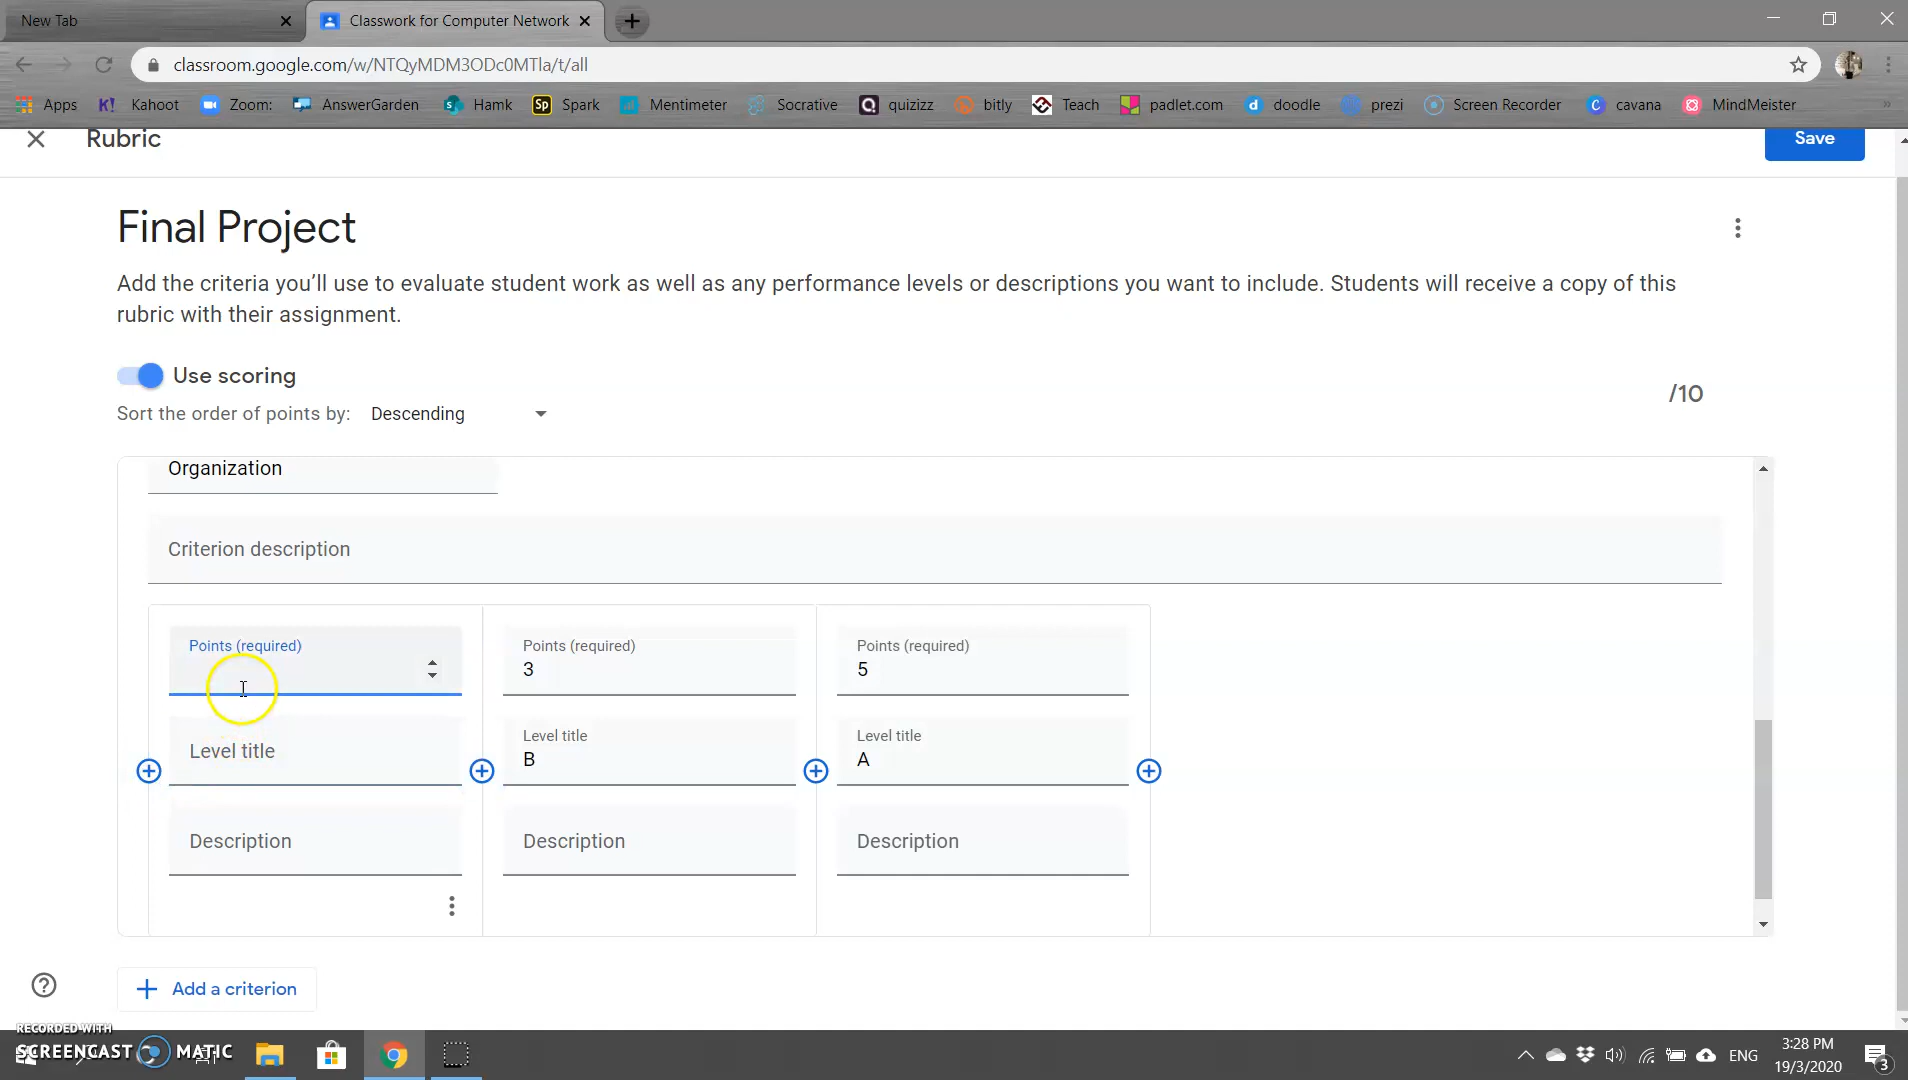 New Tab
Classwork for Computer Network
classroom.google.com/w/NTQyMDM3ODc0MTla/t/all
Apps
Kahoot
Zoom:
AnswerGarden
Hamk
Sp
Spark
Mentimeter
Socrative
quizizz
bitly
Teach
padlet.com
doodle
prezi
Screen Recorder
cavana
MindMeister
Rubric
Save
Final Project
Add the criteria you'll use to evaluate student work as well as any performance levels or descriptions you want to include. Students will receive a copy of this
rubric with their assignment.
Use scoring
/10
Sort the order of points by: Descending
Organization
Criterion description
Points (required)
Points (required)
3
Points (required)
5
Level title
Level title
B
Level title
A
Description
Description
Description
Add a criterion
RECORDED WITH
SCREENCAST MATIC
ENG
3:28 PM
19/3/2020
3